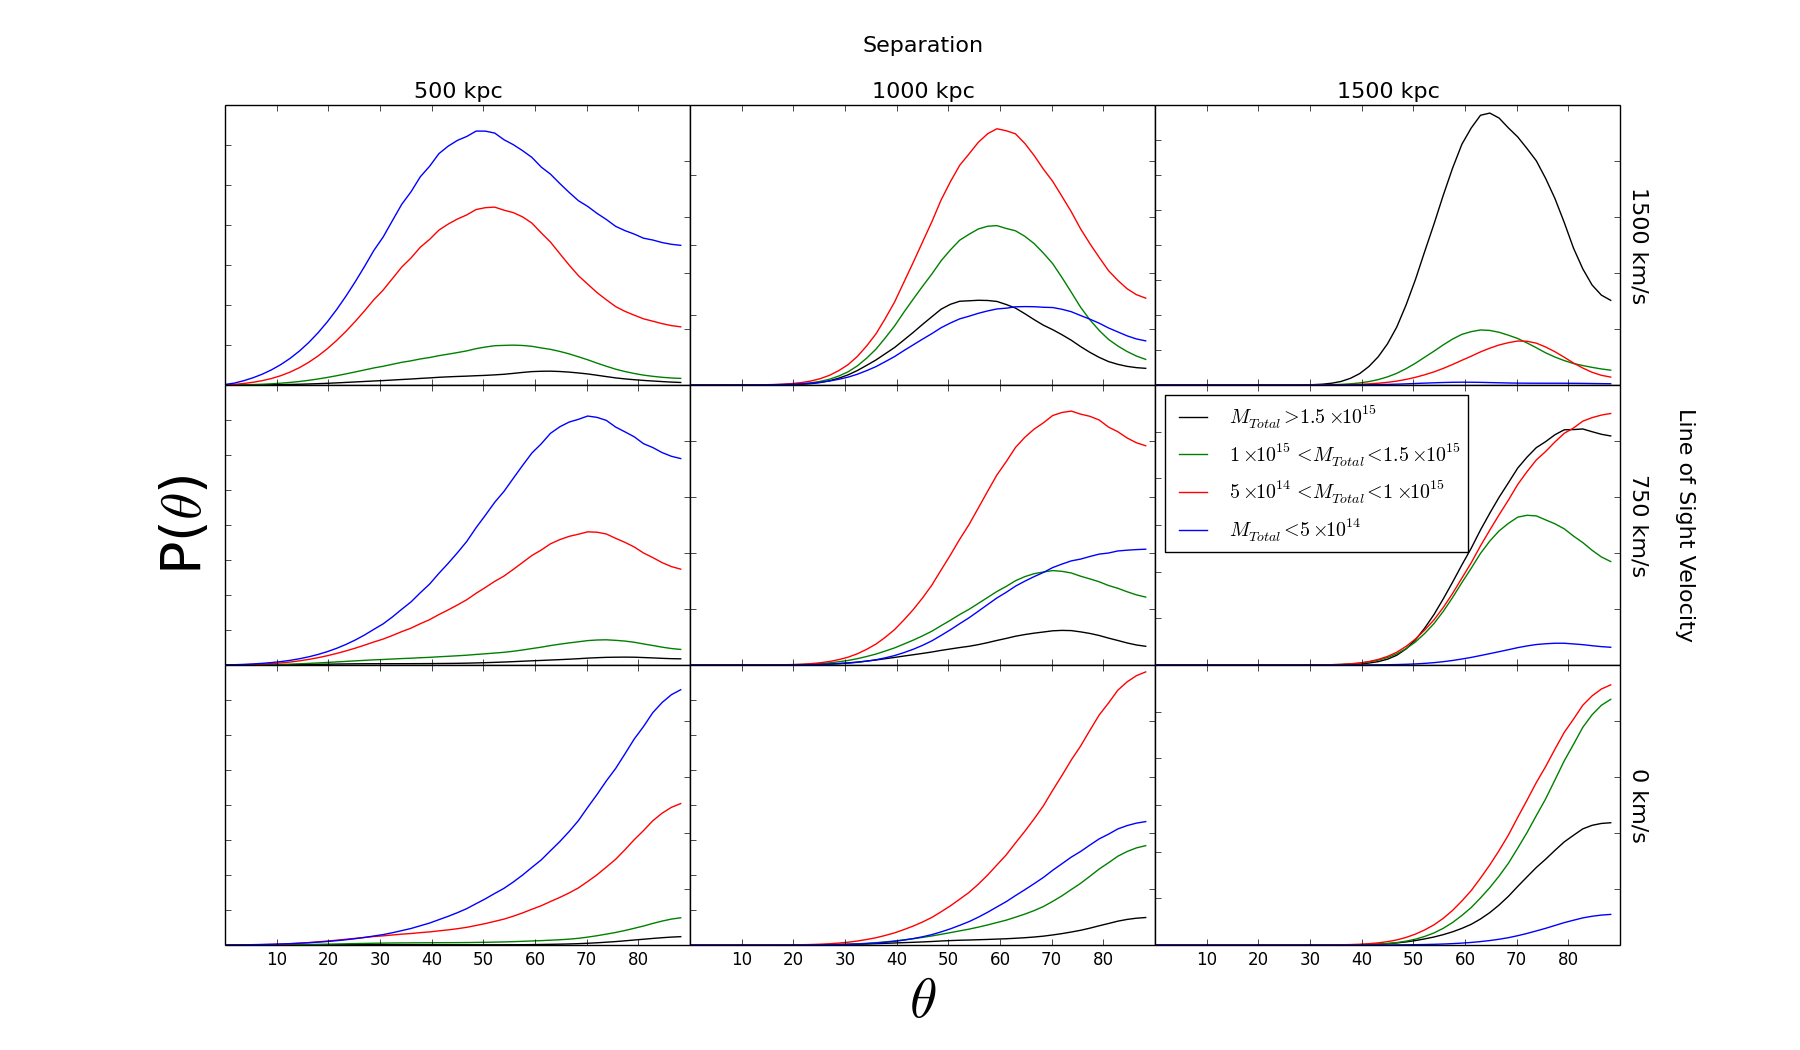 Separation
500 kpc 1000 kpc 1500 kpc
1500 km/s
M_Total >1.5 ×10^15
1 ×10^15 <M_Total <1.5 ×10^15
5 ×10^14 <M_Total <1 ×10^15
M_Total <5 ×10^14
750 km/s
Line of Sight Velocity
P(θ)
0 km/s
10 20 30 40 50 60 70 80 10 20 30 40 50 60 70 80 10 20 30 40 50 60 70 80
θ